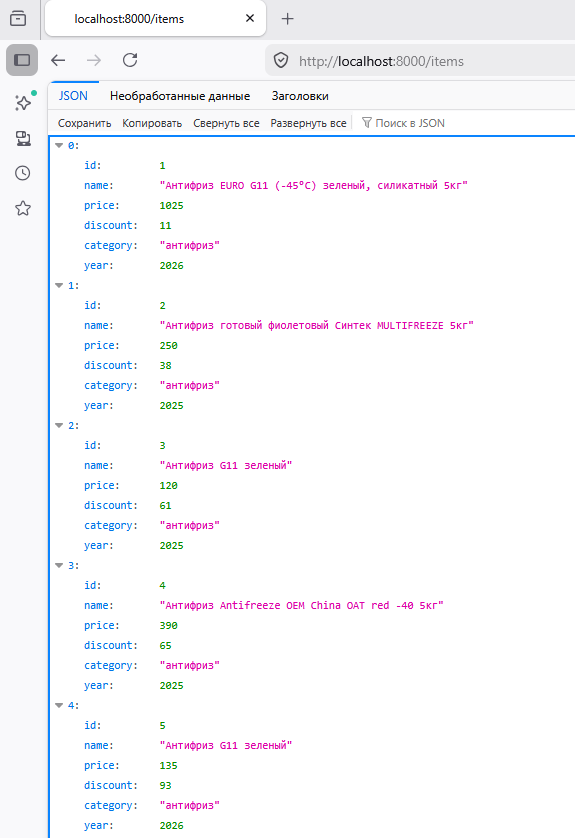 localhost:8000/items
http://localhost:8000/items
JSON Необработанные данные Заголовки
Сохранить Копировать Свернуть все Развернуть все Поиск в JSON
0:
id: 1
name: "Антифриз EURO G11 (-45°C) зеленый, силикатный 5кг"
price: 1025
discount: 11
category: "антифриз"
year: 2026
1:
id: 2
name: "Антифриз готовый фиолетовый Синтек MULTIFREEZE 5кг"
price: 250
discount: 38
category: "антифриз"
year: 2025
2:
id: 3
name: "Антифриз G11 зеленый"
price: 120
discount: 61
category: "антифриз"
year: 2025
3:
id: 4
name: "Антифриз Antifreeze OEM China OAT red -40 5кг"
price: 390
discount: 65
category: "антифриз"
year: 2025
4:
id: 5
name: "Антифриз G11 зеленый"
price: 135
discount: 93
category: "антифриз"
year: 2026